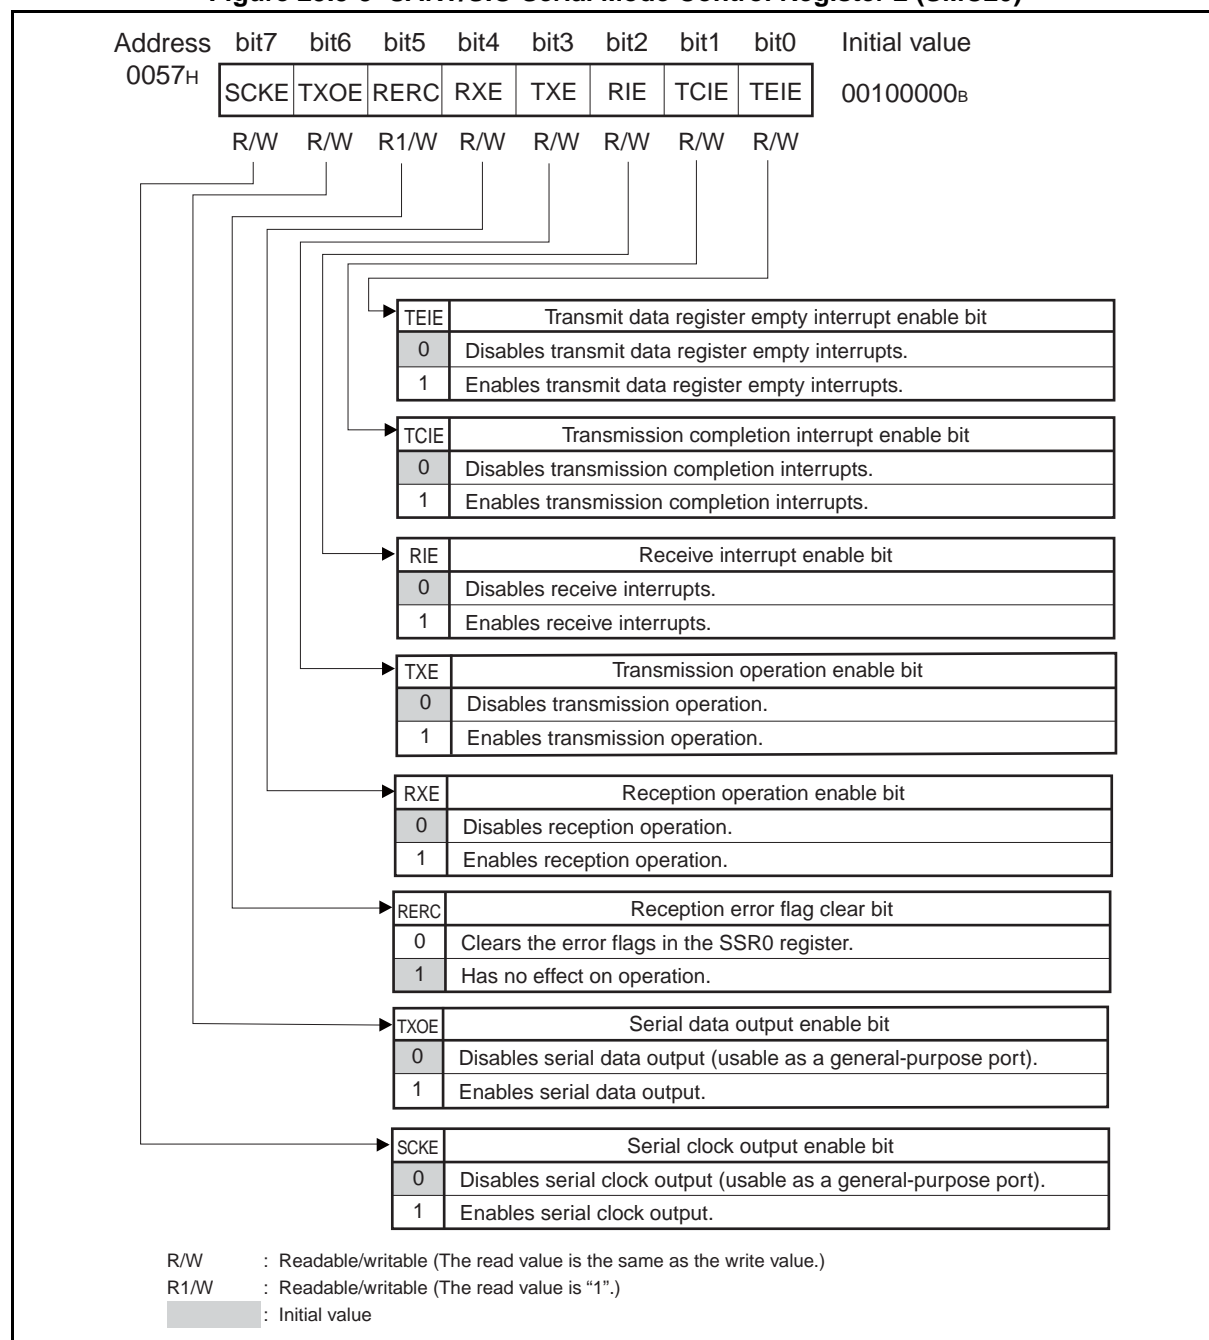 Address bit7 bit6 bit5 bit4 bit3 bit2 bit1 bit0 Initial value
0057H SCKE TXOE RERC RXE TXE RIE TCIE TEIE 00100000B
R/W R/W R1/W R/W R/W R/W R/W R/W
TEIE Transmit data register empty interrupt enable bit
0 Disables transmit data register empty interrupts.
1 Enables transmit data register empty interrupts.
TCIE Transmission completion interrupt enable bit
0 Disables transmission completion interrupts.
1 Enables transmission completion interrupts.
RIE Receive interrupt enable bit
0 Disables receive interrupts.
1 Enables receive interrupts.
TXE Transmission operation enable bit
0 Disables transmission operation.
1 Enables transmission operation.
RXE Reception operation enable bit
0 Disables reception operation.
1 Enables reception operation.
RERC Reception error flag clear bit
0 Clears the error flags in the SSR0 register.
1 Has no effect on operation.
TXOE Serial data output enable bit
0 Disables serial data output (usable as a general-purpose port).
1 Enables serial data output.
SCKE Serial clock output enable bit
0 Disables serial clock output (usable as a general-purpose port).
1 Enables serial clock output.
R/W : Readable/writable (The read value is the same as the write value.)
R1/W : Readable/writable (The read value is “1”.)
: Initial value